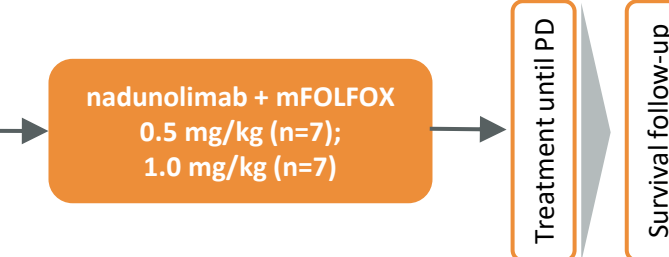 nadunolimab + mFOLFOX
0.5 mg/kg (n=7);
1.0 mg/kg (n=7)
Treatment until PD
Survival follow-up